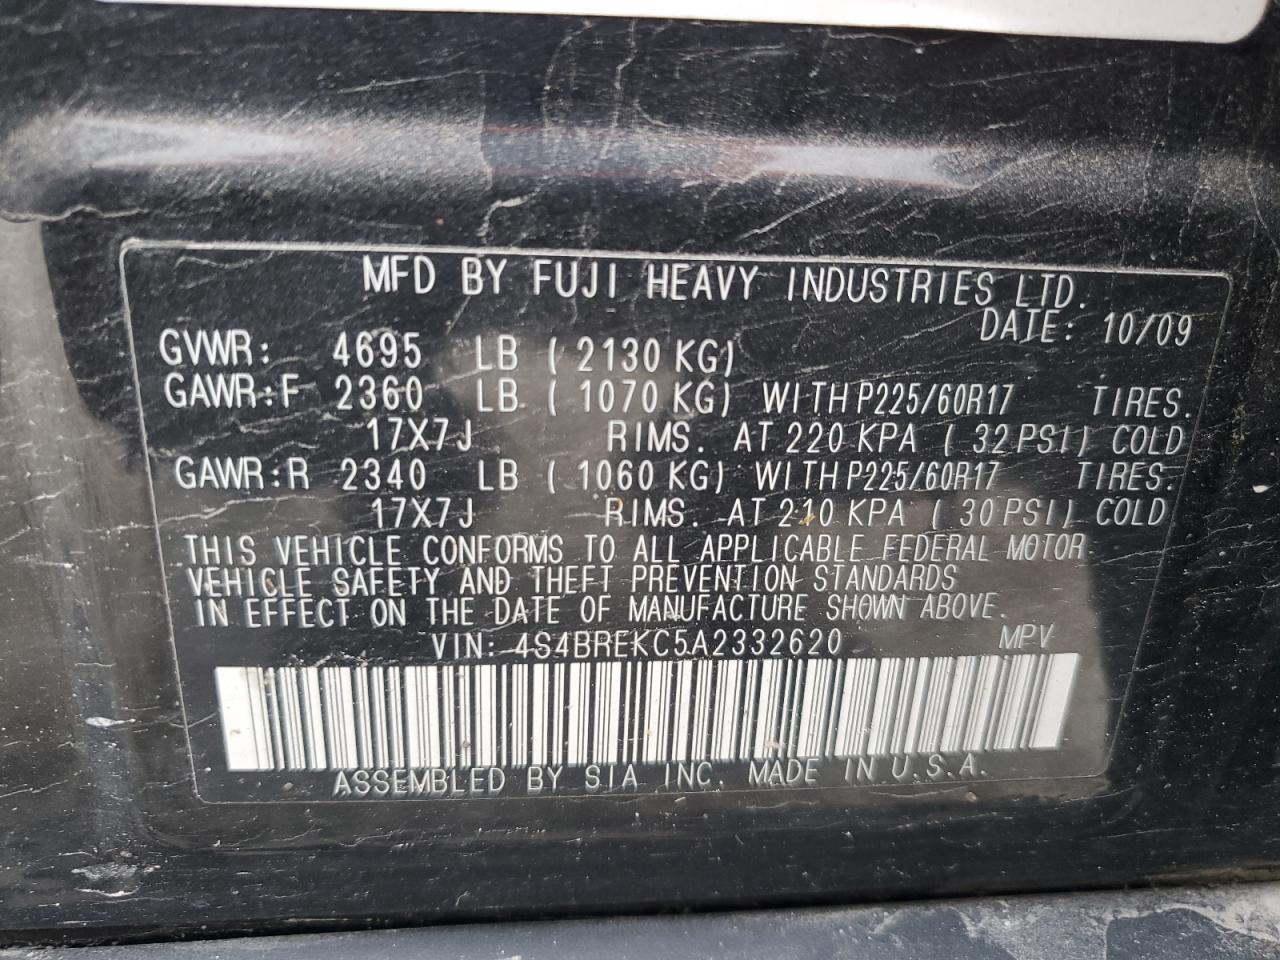 MFD BY FUJI HEAVY INDUSTRIES LTD.
DATE: 10/09
GVWR: 4695 LB ( 2130 KG)
GAWR:F 2360 LB ( 1070 KG) WITH P225/60R17 TIRES.
17X7J RIMS. AT 220 KPA ( 32 PSI) COLD
GAWR:R 2340 LB ( 1060 KG) WITH P225/60R17 TIRES.
17X7J RIMS. AT 210 KPA ( 30 PSI) COLD
THIS VEHICLE CONFORMS TO ALL APPLICABLE FEDERAL MOTOR
VEHICLE SAFETY AND THEFT PREVENTION STANDARDS
IN EFFECT ON THE DATE OF MANUFACTURE SHOWN ABOVE.
VIN: 4S4BREKC5A2332620 MPV
ASSEMBLED BY SIA INC. MADE IN U.S.A.